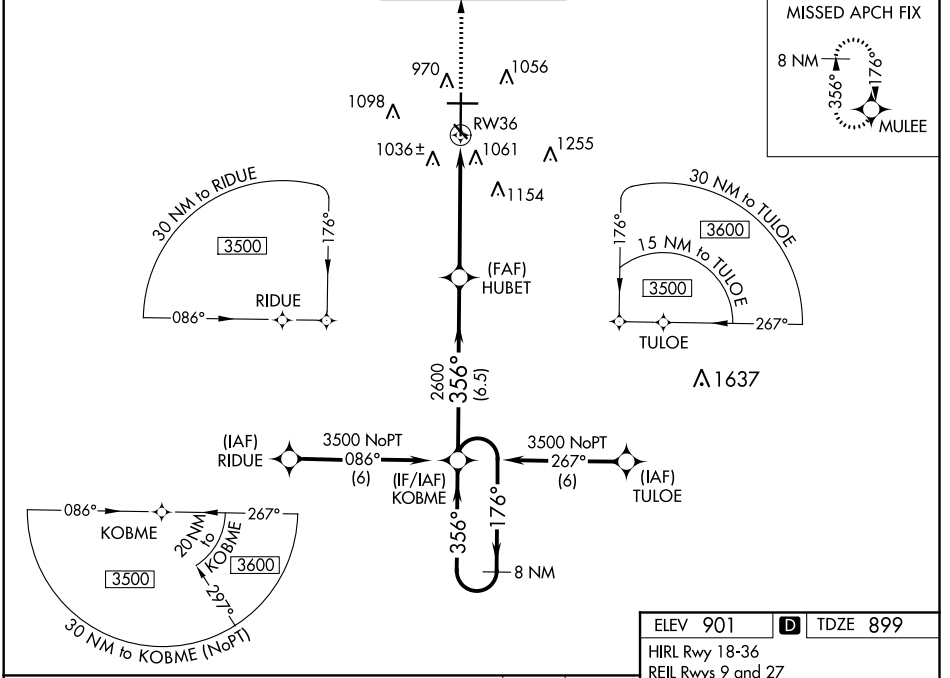 MISSED APCH FIX
8 NM
356°
176°
MULEE
970
1056
1098
RW36
1036±
1061
1255
1154
30 NM to RIDUE
3500
176°
RIDUE
086°
30 NM to TULOE
3600
176°
15 NM to TULOE
3500
267°
TULOE
(FAF)
HUBET
1637
2600
356°
(6.5)
(IAF)
RIDUE
3500 NoPT
086°
(6)
(IF/IAF)
KOBME
3500 NoPT
267°
(6)
(IAF)
TULOE
356°
176°
8 NM
086°
267°
KOBME
20 NM
to
KOBME
3500
3600
297°
30 NM to KOBME (NoPT)
ELEV 901
D
TDZE 899
HIRL Rwy 18-36
REIL Rwys 9 and 27